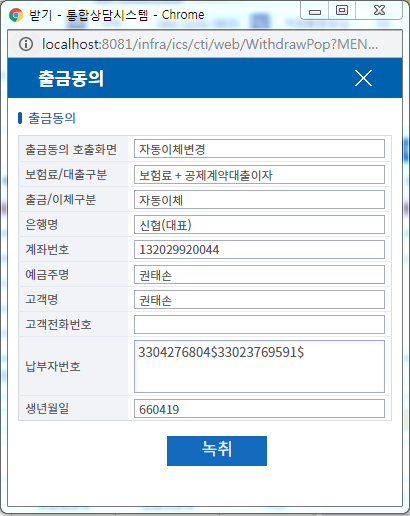 받기 - 통합상담시스템 - Chrome
localhost:8081/infra/ics/cti/web/WithdrawPop?MEN...
출금동의
출금동의
출금동의 호출화면 자동이체변경
보험료/대출구분 보험료 + 공제계약대출이자
출금/이체구분 자동이체
은행명 신협(대표)
계좌번호 132029920044
예금주명 권태손
고객명 권태손
고객전화번호
납부자번호 3304276804$33023769591$
생년월일 660419
녹취